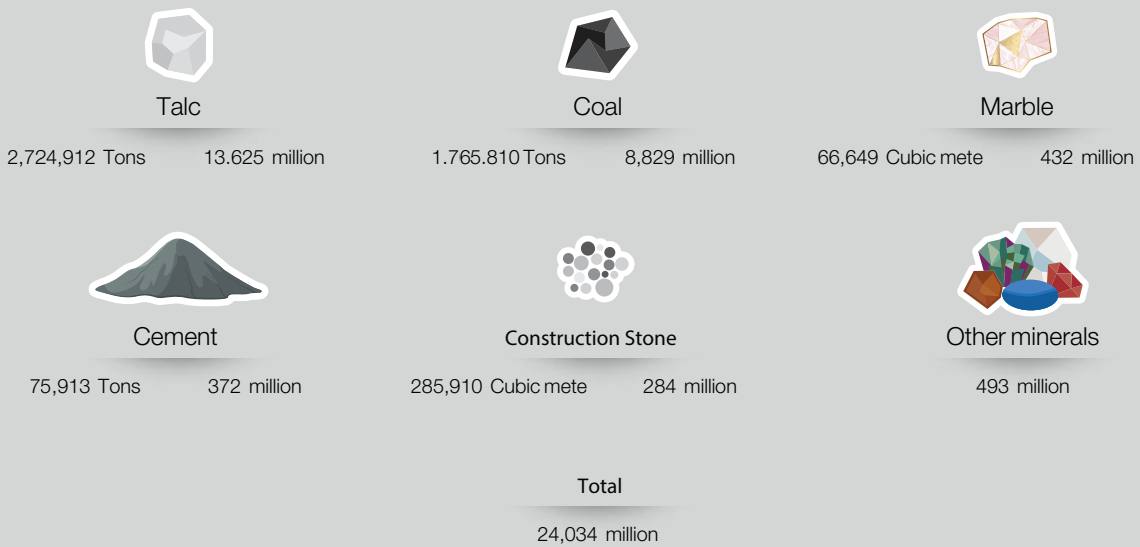 Talc
2,724,912 Tons 13.625 million
Coal
1.765.810 Tons 8,829 million
Marble
66,649 Cubic mete 432 million
Cement
75,913 Tons 372 million
Construction Stone
285,910 Cubic mete 284 million
Other minerals
493 million
Total
24,034 million